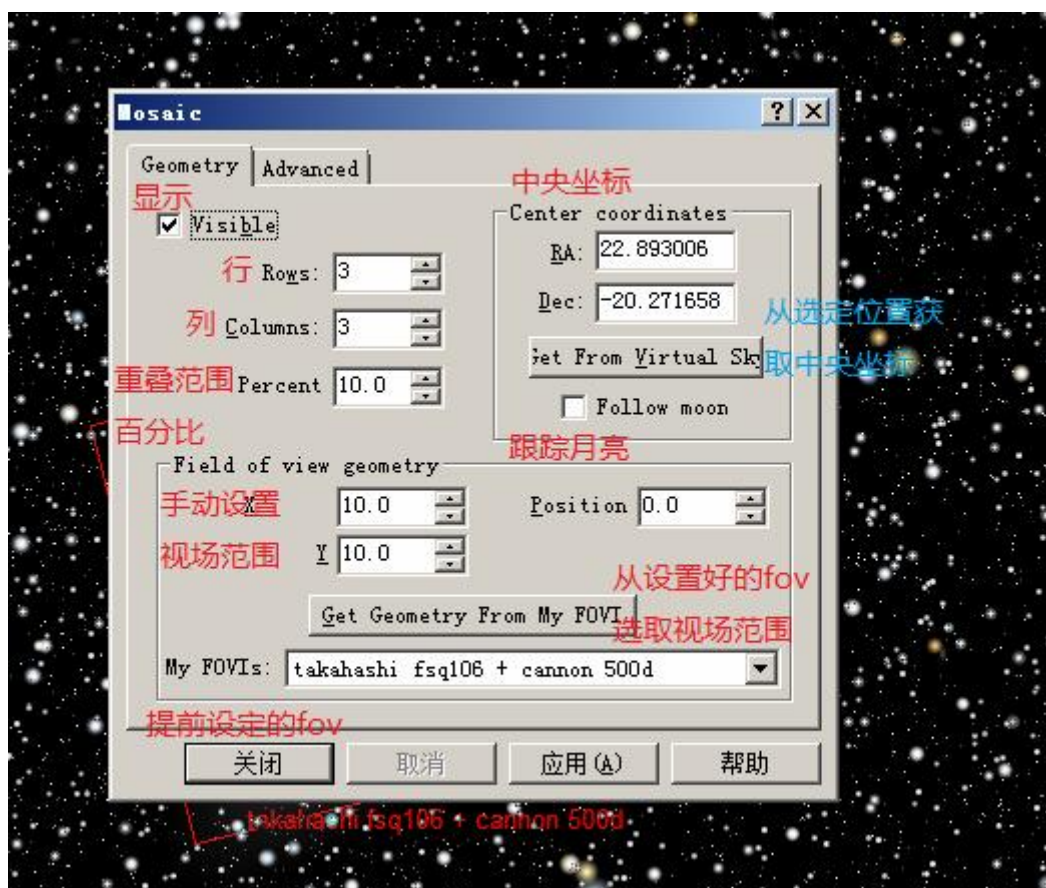 Mosaic
Geometry Advanced
显示
Visible
行 Rows: 3
列 Columns: 3
重叠范围 Percent 10.0
百分比
中央坐标
Center coordinates
RA: 22.893006
Dec: -20.271658
从选定位置获
Get From Virtual Sky
取中央坐标
Follow moon
跟踪月亮
Field of view geometry
手动设置 X 10.0
视场范围 Y 10.0
Position 0.0
从设置好的fov
Get Geometry From My FOVI
选取视场范围
My FOVIs: takahashi fsq106 + cannon 500d
提前设定的fov
关闭 取消 应用(A) 帮助
takahashi fsq106 + cannon 500d